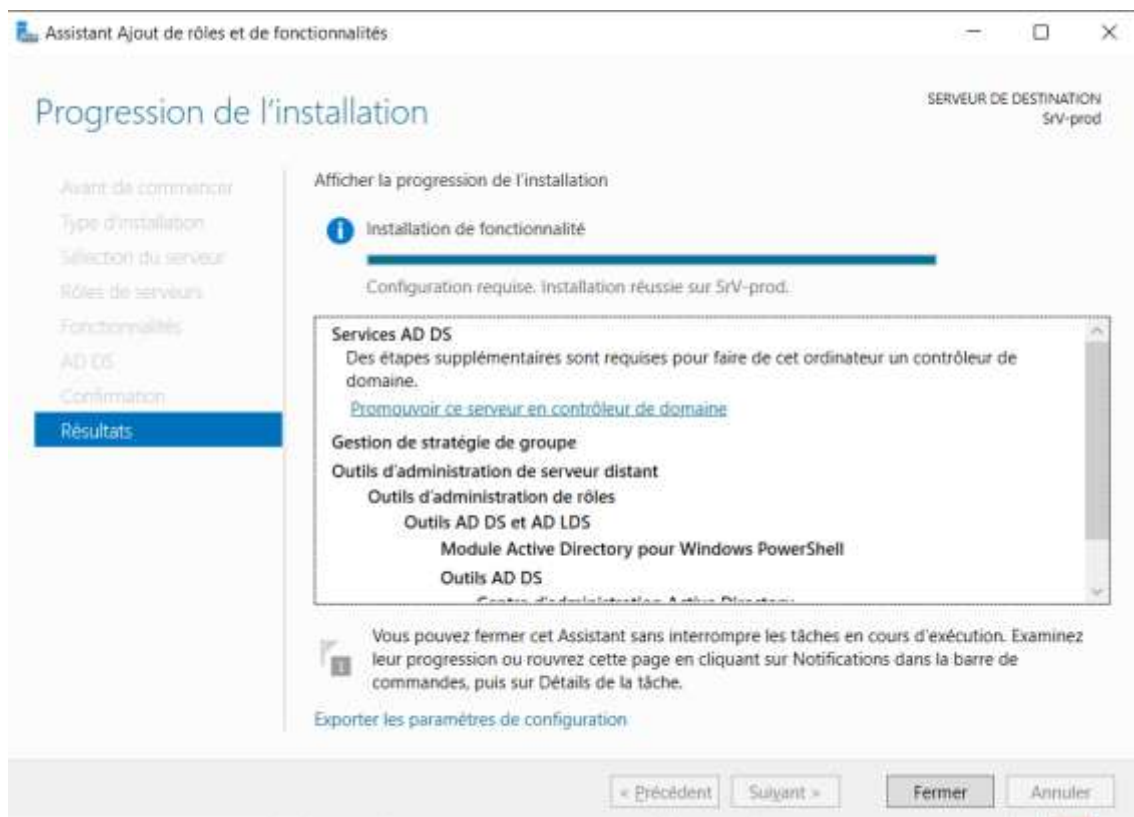 Assistant Ajout de rôles et de fonctionnalités
Progression de l'installation
SERVEUR DE DESTINATION
SrV-prod
Avant de commencer
Type d'installation
Sélection du serveur
Rôles de serveurs
Fonctionnalités
AD DS
Confirmation
Résultats
Afficher la progression de l'installation
Installation de fonctionnalité
Configuration requise. Installation réussie sur SrV-prod.
Services AD DS
Des étapes supplémentaires sont requises pour faire de cet ordinateur un contrôleur de
domaine.
Promouvoir ce serveur en contrôleur de domaine
Gestion de stratégie de groupe
Outils d'administration de serveur distant
Outils d'administration de rôles
Outils AD DS et AD LDS
Module Active Directory pour Windows PowerShell
Outils AD DS
Centre d'administration Active Directory
Vous pouvez fermer cet Assistant sans interrompre les tâches en cours d'exécution. Examinez
leur progression ou rouvrez cette page en cliquant sur Notifications dans la barre de
commandes, puis sur Détails de la tâche.
Exporter les paramètres de configuration
< Précédent
Suivant >
Fermer
Annuler